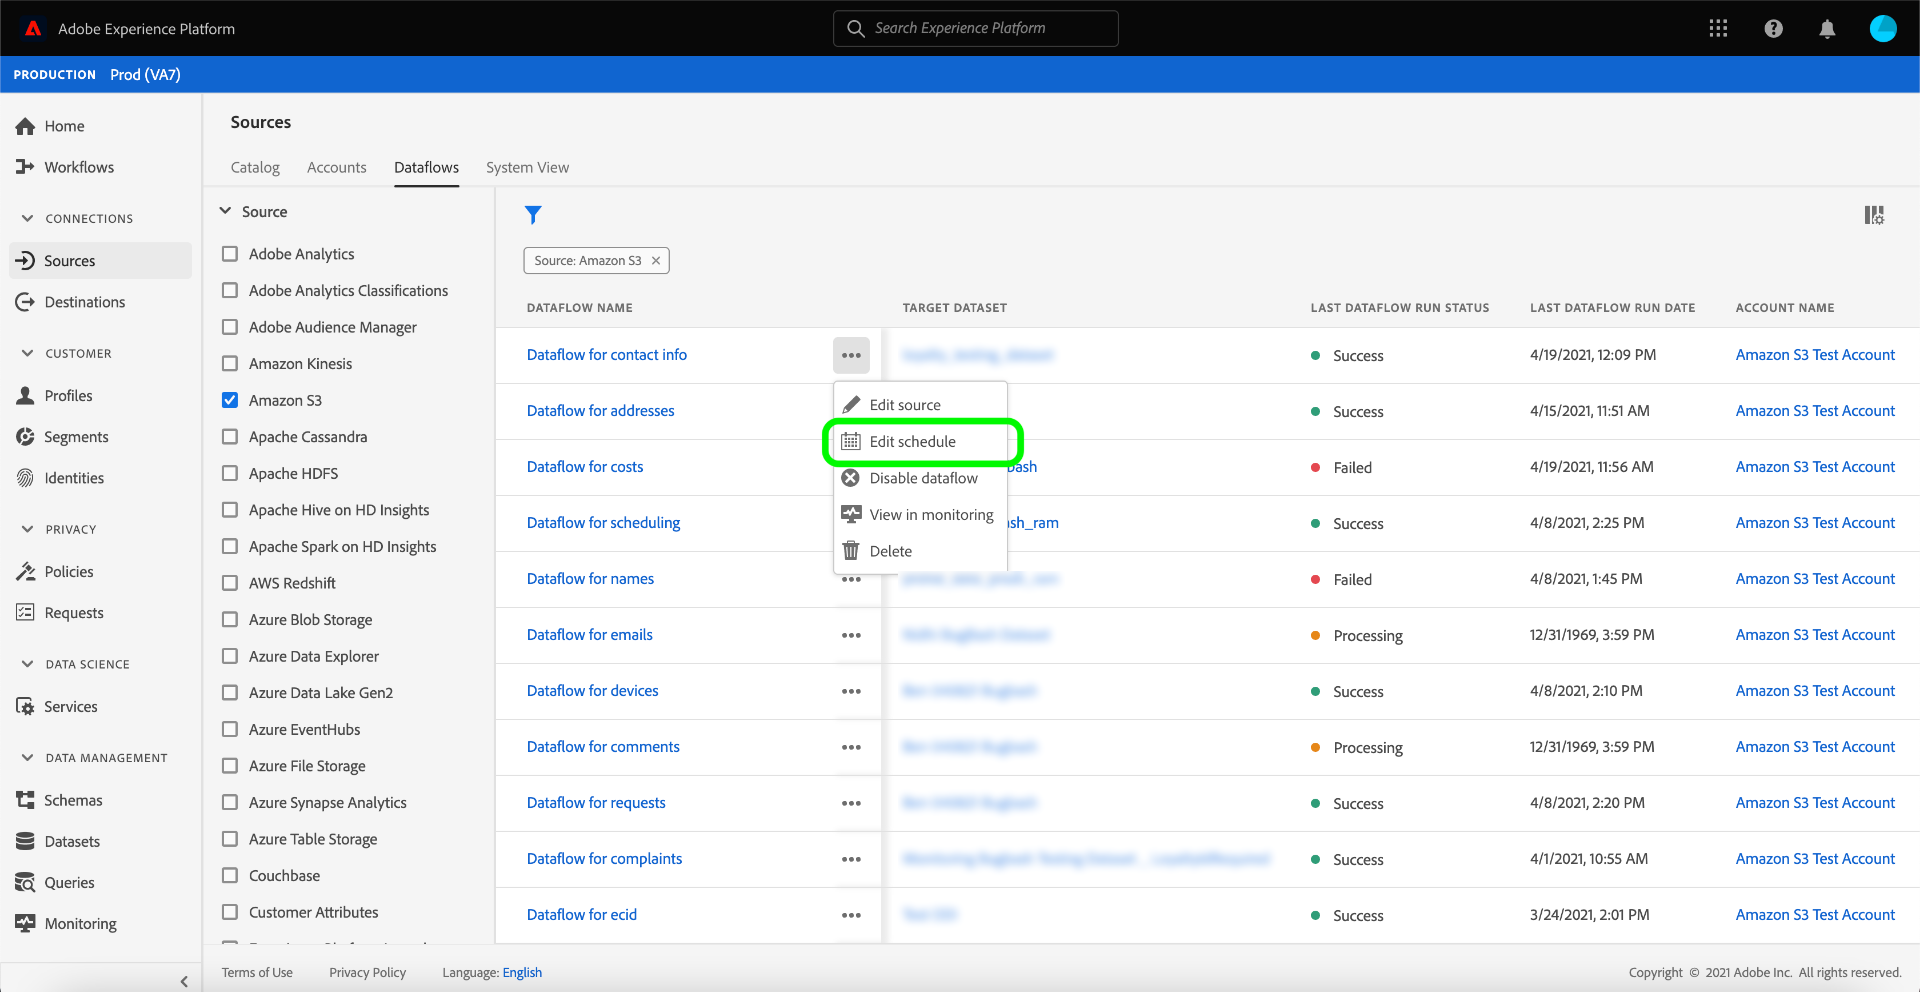 Adobe Experience Platform
Search Experience Platform
PRODUCTION Prod (VA7)
Home
Workflows
CONNECTIONS
Sources
Destinations
CUSTOMER
Profiles
Segments
Identities
PRIVACY
Policies
Requests
DATA SCIENCE
Services
DATA MANAGEMENT
Schemas
Datasets
Queries
Monitoring
Sources
Catalog Accounts Dataflows System View
Source
Adobe Analytics
Adobe Analytics Classifications
Adobe Audience Manager
Amazon Kinesis
Amazon S3
Apache Cassandra
Apache HDFS
Apache Hive on HD Insights
Apache Spark on HD Insights
AWS Redshift
Azure Blob Storage
Azure Data Explorer
Azure Data Lake Gen2
Azure EventHubs
Azure File Storage
Azure Synapse Analytics
Azure Table Storage
Couchbase
Customer Attributes
Source: Amazon S3
DATAFLOW NAME TARGET DATASET LAST DATAFLOW RUN STATUS LAST DATAFLOW RUN DATE ACCOUNT NAME
Dataflow for contact info Success 4/19/2021, 12:09 PM Amazon S3 Test Account
Dataflow for addresses Success 4/15/2021, 11:51 AM Amazon S3 Test Account
Dataflow for costs Failed 4/19/2021, 11:56 AM Amazon S3 Test Account
Dataflow for scheduling ash_ram Success 4/8/2021, 2:25 PM Amazon S3 Test Account
Dataflow for names Failed 4/8/2021, 1:45 PM Amazon S3 Test Account
Dataflow for emails Processing 12/31/1969, 3:59 PM Amazon S3 Test Account
Dataflow for devices Success 4/8/2021, 2:10 PM Amazon S3 Test Account
Dataflow for comments Processing 12/31/1969, 3:59 PM Amazon S3 Test Account
Dataflow for requests Success 4/8/2021, 2:20 PM Amazon S3 Test Account
Dataflow for complaints Success 4/1/2021, 10:55 AM Amazon S3 Test Account
Dataflow for ecid Success 3/24/2021, 2:01 PM Amazon S3 Test Account
Edit source
Edit schedule
Disable dataflow
View in monitoring
Delete
Terms of Use Privacy Policy Language: English
Copyright © 2021 Adobe Inc. All rights reserved.